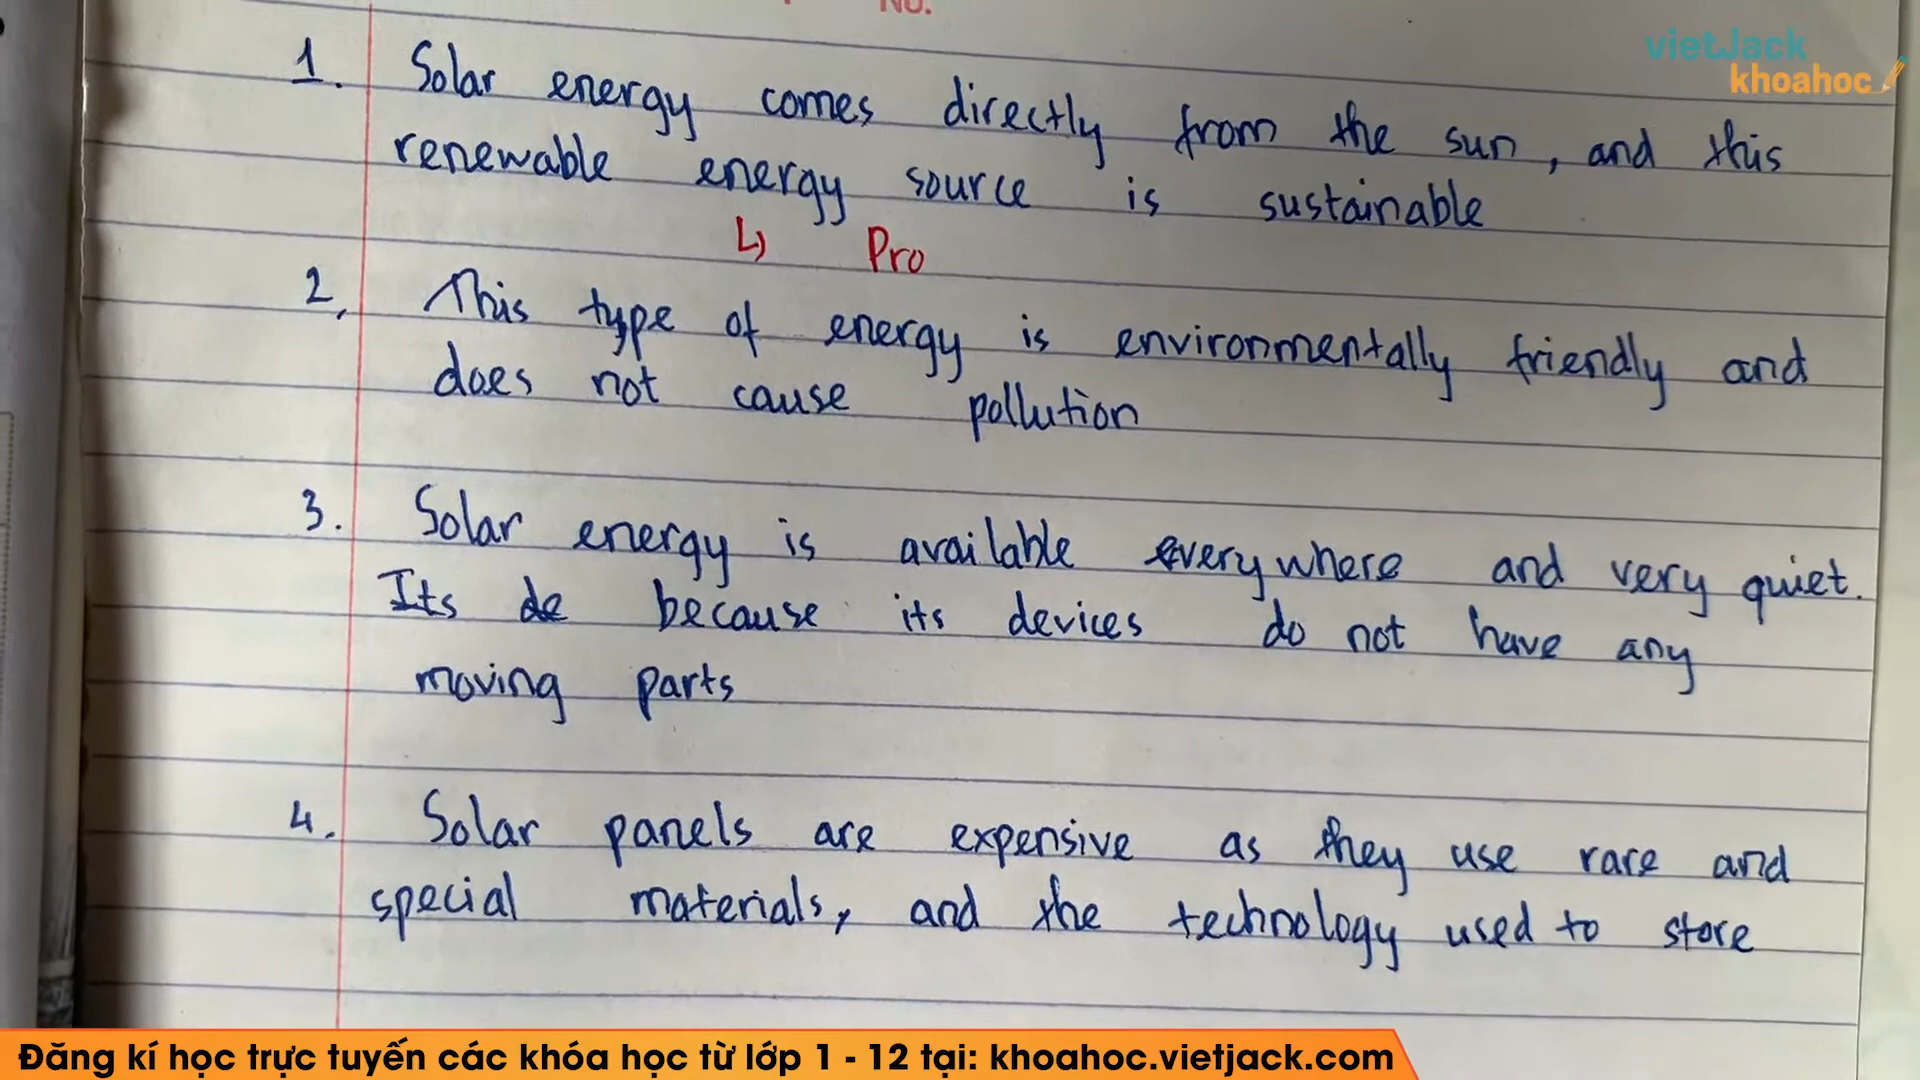 No.
vietJack
khoahoc
1. Solar energy comes directly from the sun, and this
renewable energy source is sustainable
↳ Pro
2. This type of energy is environmentally friendly and
does not cause pollution
3. Solar energy is available everywhere and very quiet.
Its de because its devices do not have any
moving parts
4. Solar panels are expensive as they use rare and
special materials, and the technology used to store
Đăng kí học trực tuyến các khóa học từ lớp 1 - 12 tại: khoahoc.vietjack.com